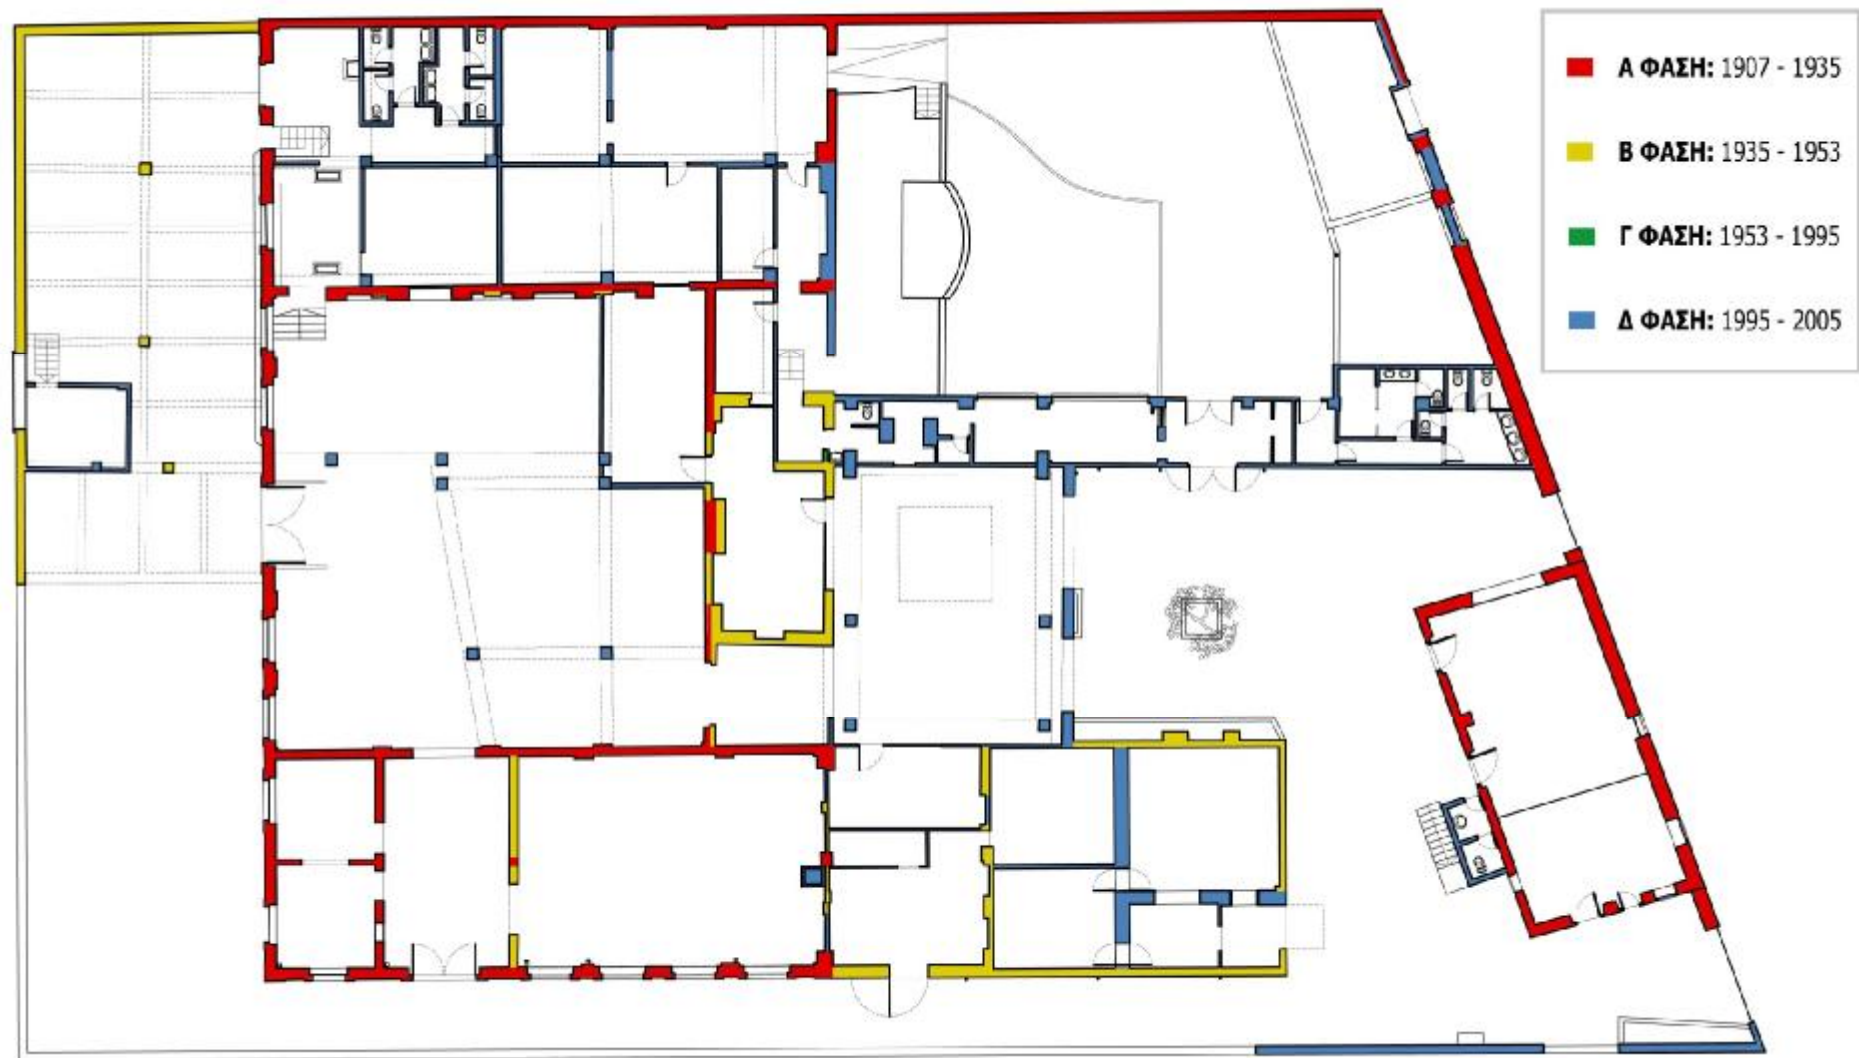 Α ΦΑΣΗ: 1907 - 1935
Β ΦΑΣΗ: 1935 - 1953
Γ ΦΑΣΗ: 1953 - 1995
Δ ΦΑΣΗ: 1995 - 2005